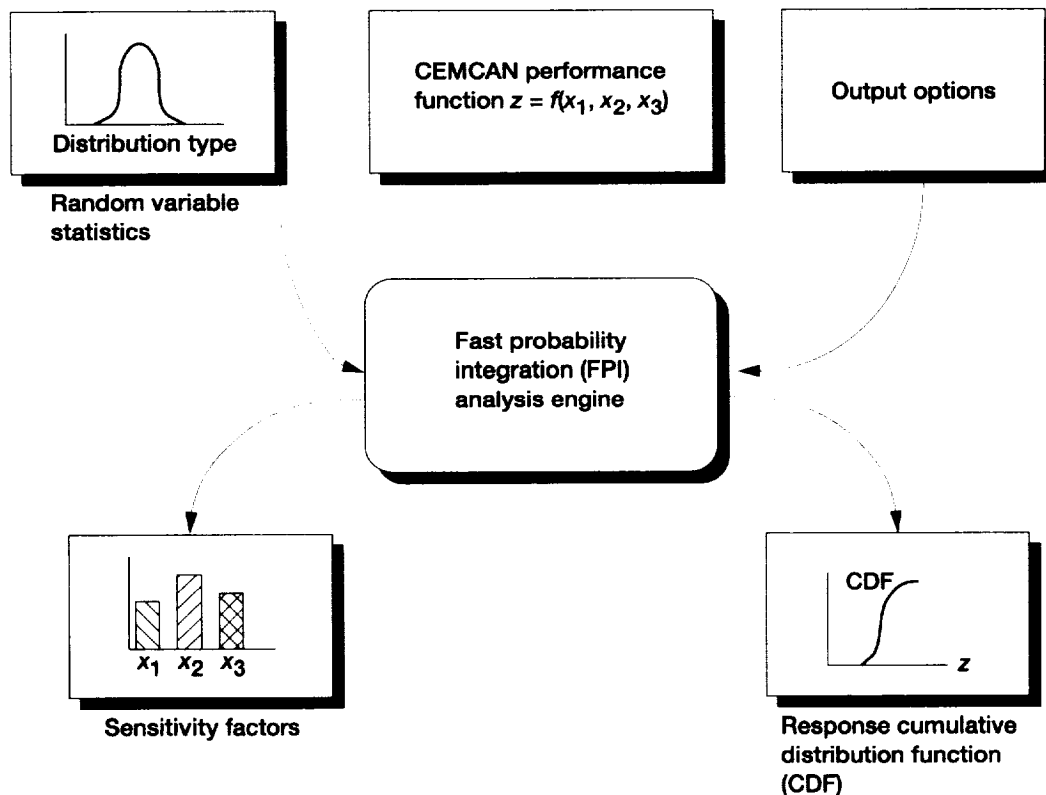 Distribution type
Random variable
statistics
CEMCAN performance
function z = f(x1, x2, x3)
Output options
Fast probability
integration (FPI)
analysis engine
x1 x2 x3
Sensitivity factors
CDF
z
Response cumulative
distribution function
(CDF)